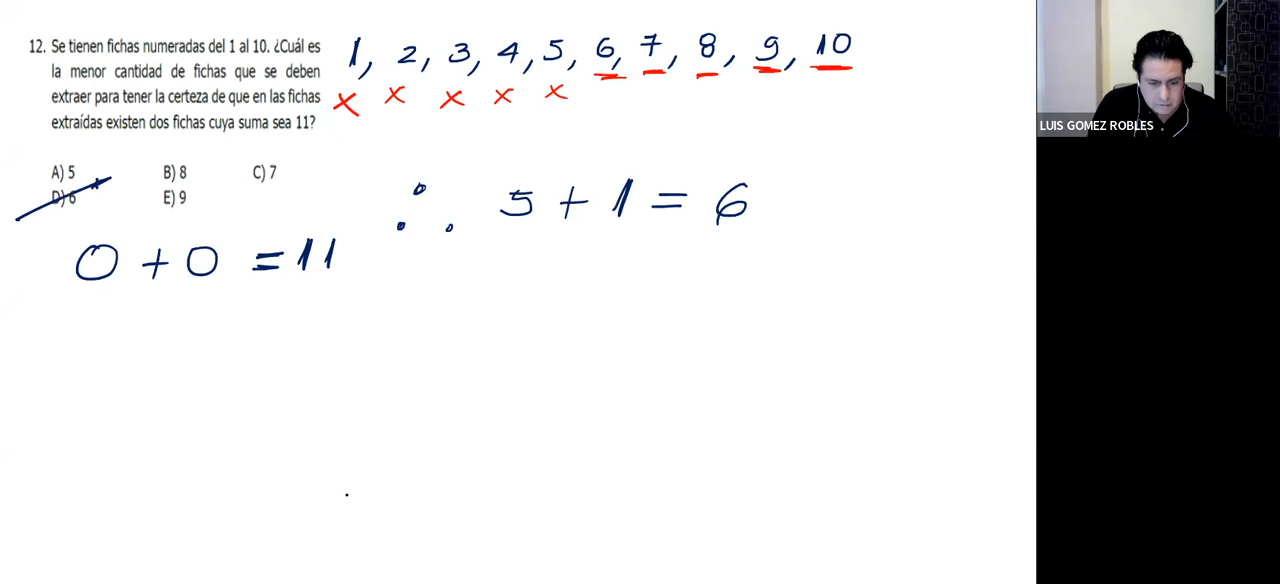 12. Se tienen fichas numeradas del 1 al 10. ¿Cuál es
la menor cantidad de fichas que se deben
extraer para tener la certeza de que en las fichas
extraídas existen dos fichas cuya suma sea 11?
A) 5 B) 8 C) 7
D) 6 E) 9
1, 2, 3, 4, 5, 6, 7, 8, 9, 10
x x x x x
∴ 5 + 1 = 6
0 + 0 = 11
LUIS GOMEZ ROBLES